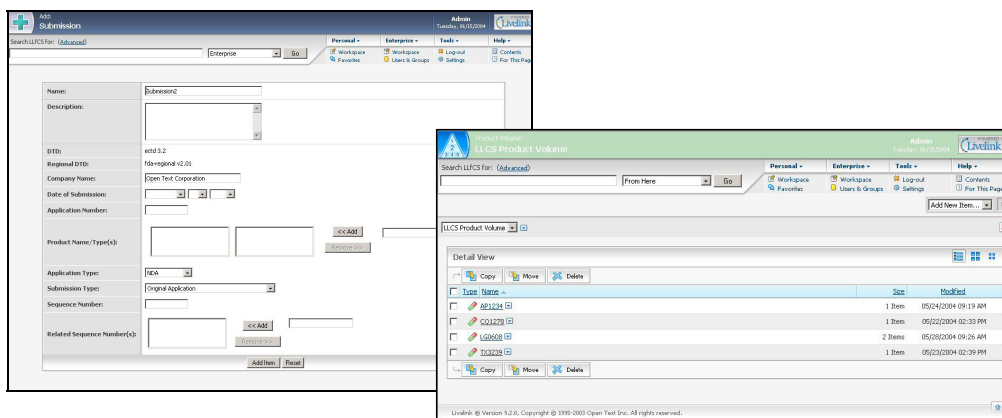 Add:
Submission
Admin
Tuesday, 06/15/2004
Livelink
Search LLfCS for: (Advanced)
Enterprise
Go
Personal
Enterprise
Tools
Help
Workspace
Workspace
Log-out
Contents
Favorites
Users & Groups
Settings
For This Page
Name:
Submission2
Description:
DTD:
ectd 3.2
Regional DTD:
fda-regional v2.01
Company Name:
Open Text Corporation
Date of Submission:
Application Number:
Product Name/Type(s):
<< Add
Remove >>
Application Type:
NDA
Submission Type:
Original Application
Sequence Number:
Related Sequence Number(s):
<< Add
Remove >>
Add Item
Reset
Product Volume:
LLCS Product Volume
Admin
Tuesday, 06/15/2004
Livelink
Search LLfCS for: (Advanced)
From Here
Go
Personal
Enterprise
Tools
Help
Workspace
Workspace
Log-out
Contents
Favorites
Users & Groups
Settings
For This Page
Add New Item...
LLCS Product Volume
Detail View
Copy
Move
Delete
Type Name
Size
Modified
AP1234
1 Item
05/24/2004 09:19 AM
CQ1278
1 Item
05/22/2004 02:33 PM
LG0608
2 Items
05/28/2004 09:26 AM
TX3239
1 Item
05/23/2004 02:39 PM
Copy
Move
Delete
Livelink ® Version 9.2.0, Copyright © 1995-2003 Open Text Inc. All rights reserved.